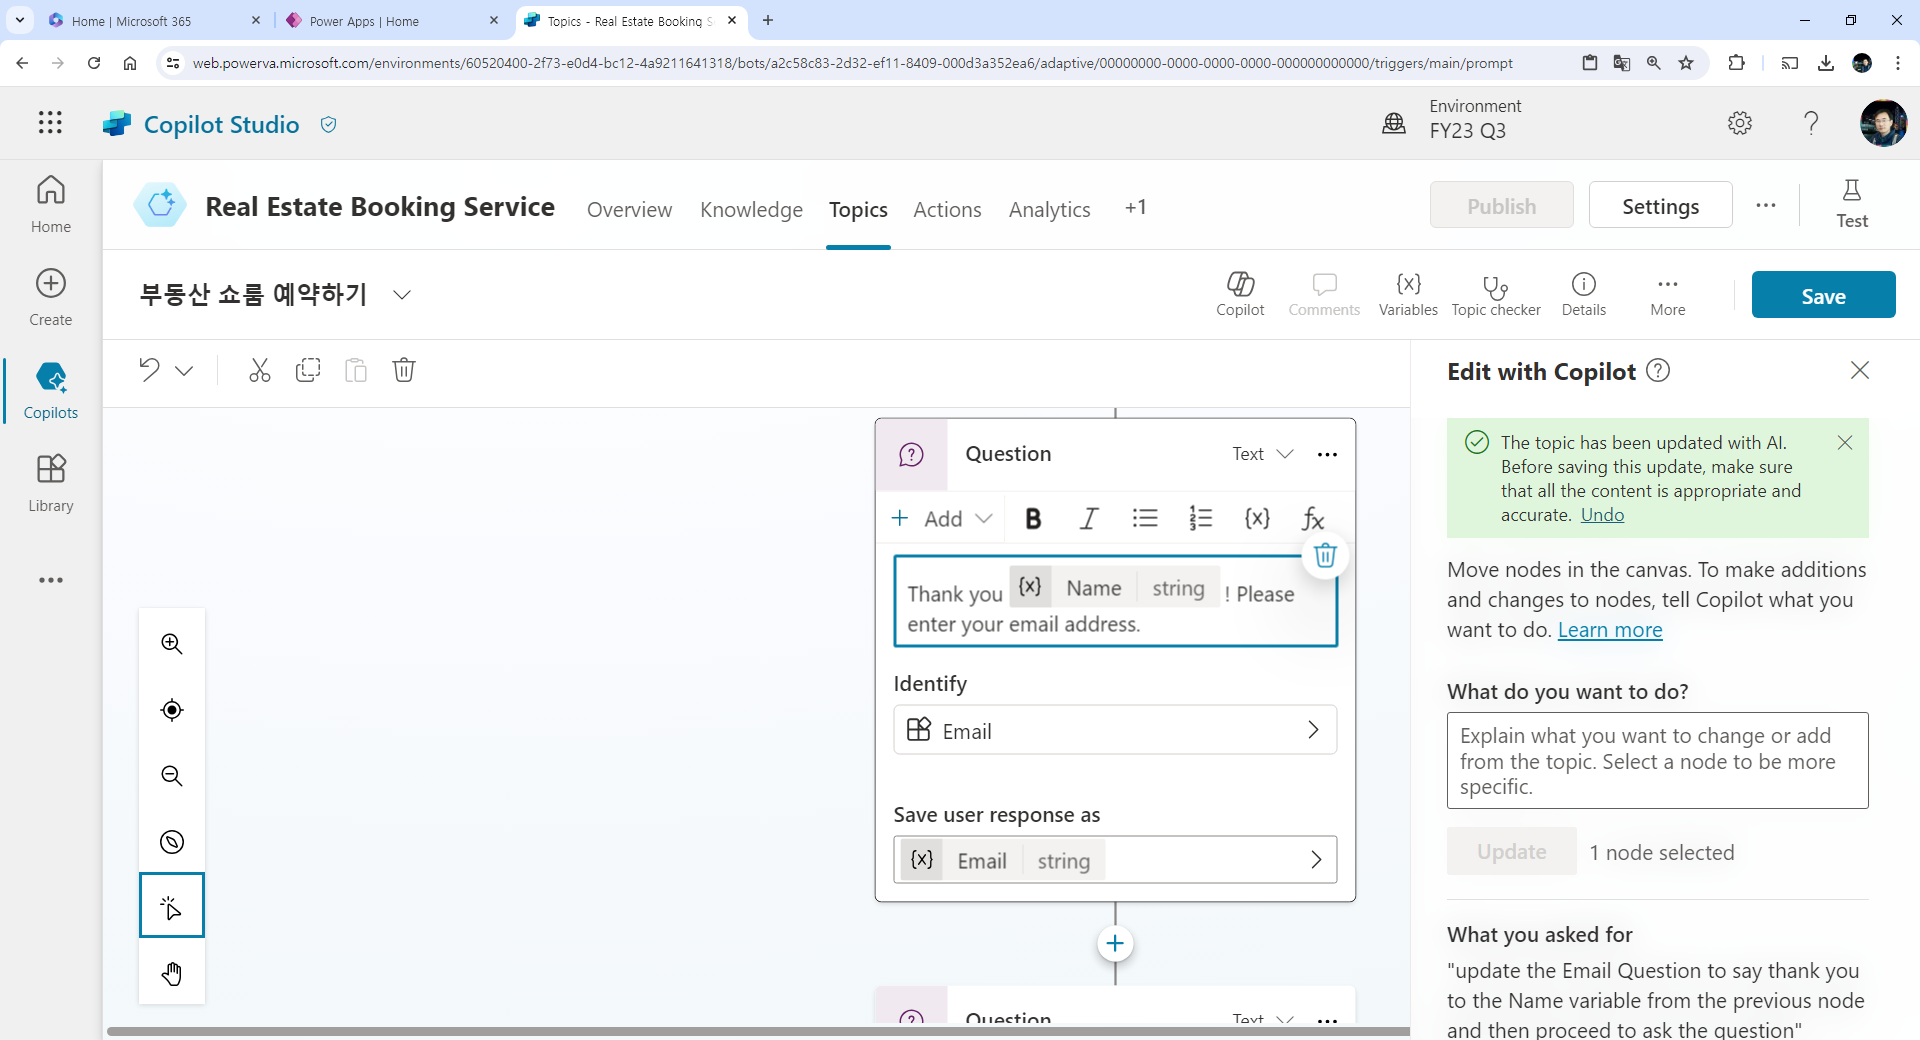 Home | Microsoft 365
Power Apps | Home
Topics - Real Estate Booking S
web.powerva.microsoft.com/environments/60520400-2f73-e0d4-bc12-4a9211641318/bots/a2c58c83-2d32-ef11-8409-000d3a352ea6/adaptive/00000000-0000-0000-0000-000000000000/triggers/main/prompt
Copilot Studio
Environment
FY23 Q3
Home
Create
Copilots
Library
Real Estate Booking Service
Overview
Knowledge
Topics
Actions
Analytics
+1
Publish
Settings
Test
부동산 쇼룸 예약하기
Copilot
Comments
{x}
Variables
Topic checker
Details
More
Save
Question
Text
Add
B
I
{x}
fx
Thank you {x} Name string ! Please
enter your email address.
Identify
Email
Save user response as
{x} Email string
Question
Text
Edit with Copilot
The topic has been updated with AI.
Before saving this update, make sure
that all the content is appropriate and
accurate. Undo
Move nodes in the canvas. To make additions
and changes to nodes, tell Copilot what you
want to do. Learn more
What do you want to do?
Explain what you want to change or add
from the topic. Select a node to be more
specific.
Update
1 node selected
What you asked for
"update the Email Question to say thank you
to the Name variable from the previous node
and then proceed to ask the question"